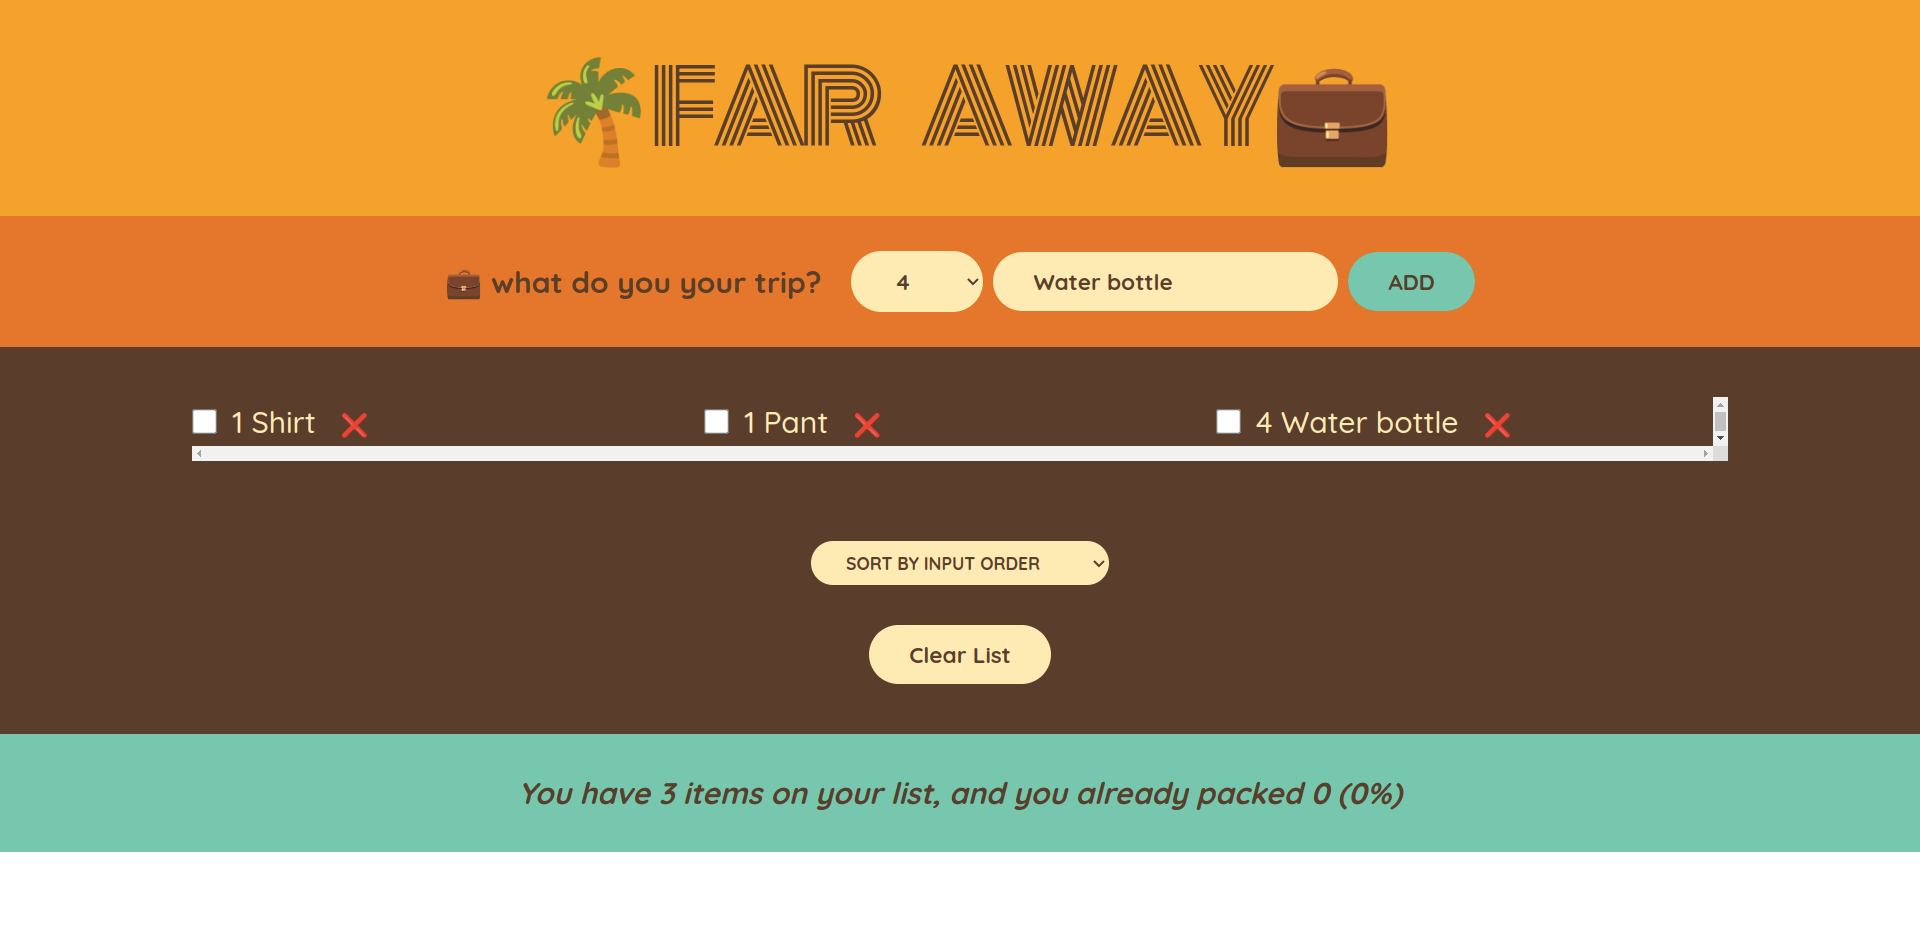 FAR AWAY
what do you your trip?
4
Water bottle
ADD
1 Shirt
1 Pant
4 Water bottle
SORT BY INPUT ORDER
Clear List
You have 3 items on your list, and you already packed 0 (0%)